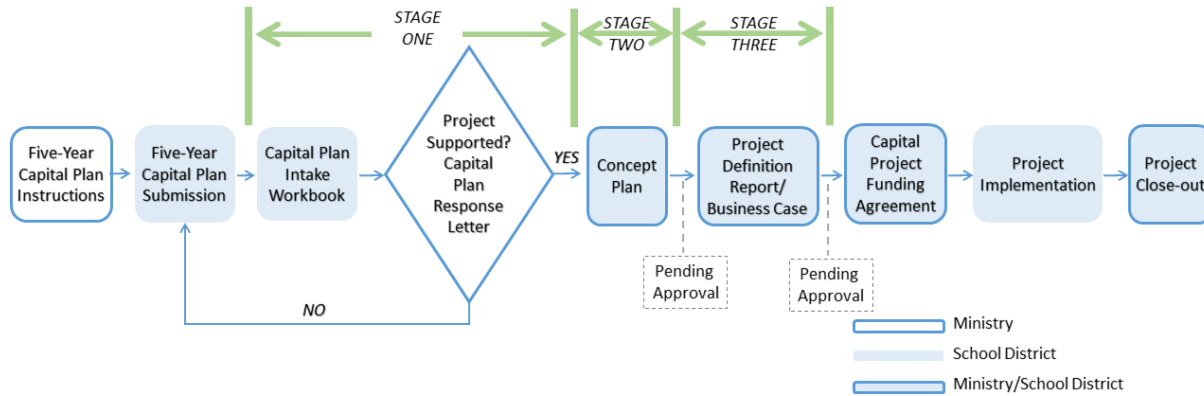 STAGE
ONE
STAGE
TWO
STAGE
THREE
Five-Year
Capital Plan
Instructions
Five-Year
Capital Plan
Submission
Capital Plan
Intake
Workbook
Project
Supported?
Capital
Plan
Response
Letter
YES
Concept
Plan
Project
Definition
Report/
Business Case
Capital
Project
Funding
Agreement
Project
Implementation
Project
Close-out
NO
Pending
Approval
Pending
Approval
Ministry
School District
Ministry/School District